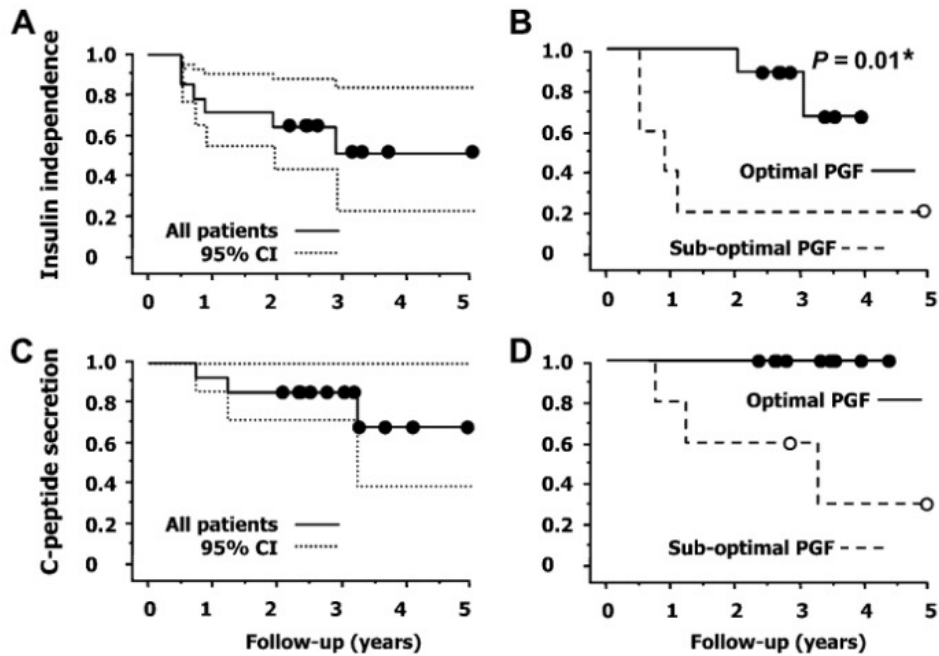 A
Insulin independence
1.0
0.8
0.6
0.4
0.2
0
All patients
95% CI
0 1 2 3 4 5
B
P = 0.01*
1.0
0.8
0.6
0.4
0.2
0
Optimal PGF
Sub-optimal PGF
0 1 2 3 4 5
C
C-peptide secretion
1.0
0.8
0.6
0.4
0.2
0
All patients
95% CI
0 1 2 3 4 5
Follow-up (years)
D
1.0
0.8
0.6
0.4
0.2
0
Optimal PGF
Sub-optimal PGF
0 1 2 3 4 5
Follow-up (years)